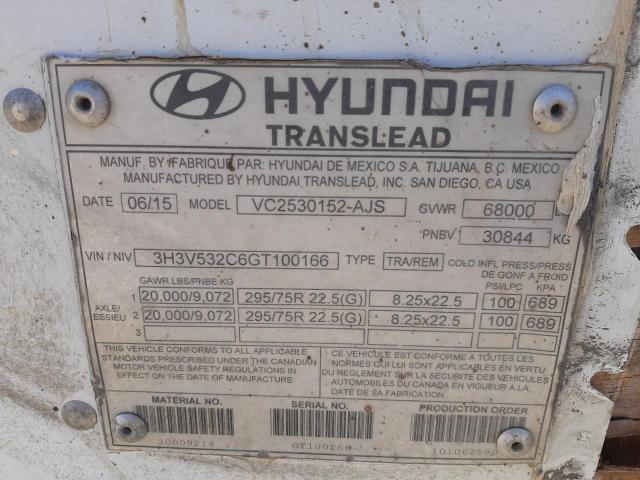 HYUNDAI
TRANSLEAD
MANUF. BY/FABRIQUE PAR: HYUNDAI DE MEXICO S.A. TIJUANA, B.C. MEXICO
MANUFACTURED BY HYUNDAI TRANSLEAD, INC. SAN DIEGO, CA USA
DATE 06/15 MODEL VC2530152-AJS GVWR 68000
PNBV 30844 KG
VIN/NIV 3H3V532C6GT100166 TYPE TRA/REM COLD INFL PRESS/PRESS
DE GONF A FROID
GAWR LBS/PNBE KG PSI/LPC KPA
AXLE/ESSIEU
1 20,000/9,072 295/75R 22.5(G) 8.25x22.5 100 689
2 20,000/9,072 295/75R 22.5(G) 8.25x22.5 100 689
3
THIS VEHICLE CONFORMS TO ALL APPLICABLE
STANDARDS PRESCRIBED UNDER THE CANADIAN
MOTOR VEHICLE SAFETY REGULATIONS IN
EFFECT ON THE DATE OF MANUFACTURE
CE VEHICULE EST CONFORME A TOUTES LES
NORMES QUI LUI SONT APPLICABLES EN VERTU
DU REGLEMENT SUR LA SECURITE DES VEHICULES
AUTOMOBILES DU CANADA EN VIGUEUR A LA
DATE DE SA FABRICATION
MATERIAL NO. SERIAL NO. PRODUCTION ORDER
30009214 GT100166